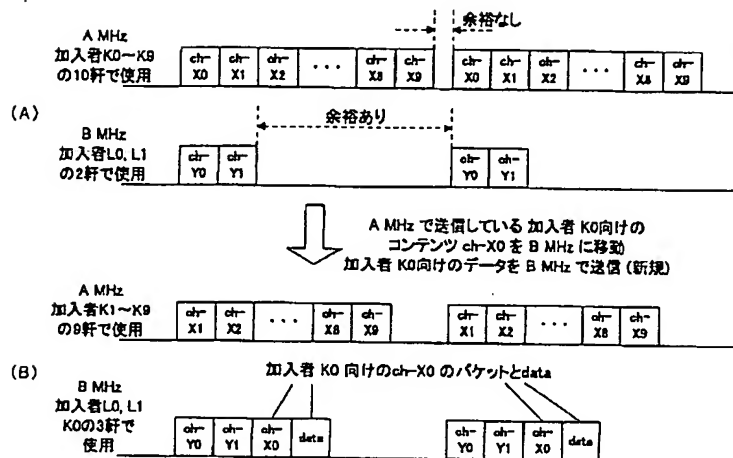 余裕なし
A MHz
加入者K0~K9
の10軒で使用
ch-X0 ch-X1 ch-X2 ・・・ ch-X8 ch-X9 ch-X0 ch-X1 ch-X2 ・・・ ch-X8 ch-X9
(A)
余裕あり
B MHz
加入者L0, L1
の2軒で使用
ch-Y0 ch-Y1 ch-Y0 ch-Y1
A MHz で送信している 加入者 K0向けの
コンテンツ ch-X0 を B MHz に移動
加入者 K0向けのデータを B MHz で送信 (新規)
A MHz
加入者K1~K9
の9軒で使用
ch-X1 ch-X2 ・・・ ch-X8 ch-X9 ch-X1 ch-X2 ・・・ ch-X8 ch-X9
(B)
加入者 K0 向けのch-X0 のパケットとdata
B MHz
加入者L0, L1
K0の3軒で
使用
ch-Y0 ch-Y1 ch-X0 data ch-Y0 ch-Y1 ch-X0 data